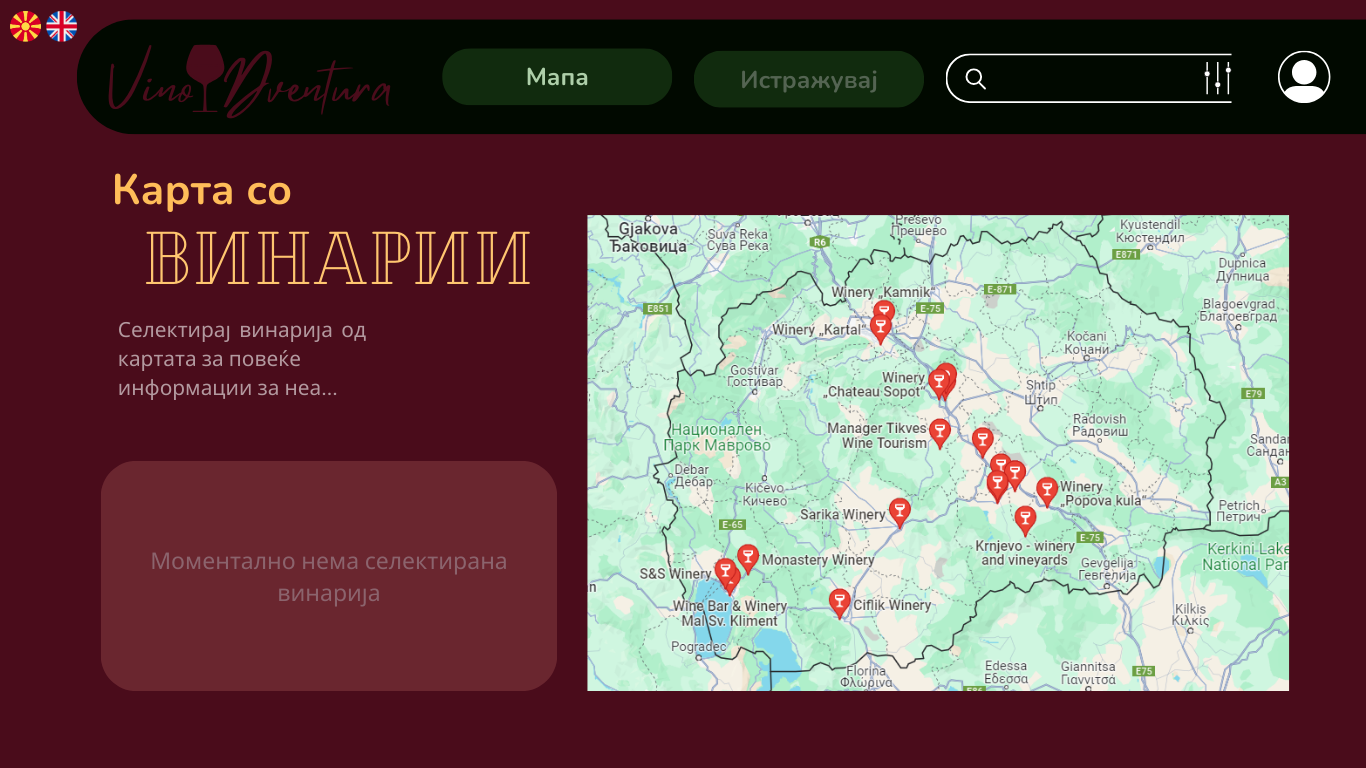 Vino Dventura
Мапа
Истражувај
Карта со
ВИНАРИИ
Селектирај винарија од
картата за повеќе
информации за неа...
Моментално нема селектирана
винарија
Gjakova
Ђаковица
Suva Reka
Сува Река
R6
Preševo
Прешево
Kyustendil
Кюстендил
E871
Dupnica
Дупница
Winery „Kamnik“
E-871
E851
E-75
Blagoevgrad
Благоевград
Winery „Kartal“
Kočani
Кочани
Gostivar
Гостивар
Winery
„Chateau Sopot“
Shtip
Штип
E79
Radovish
Радовиш
Национален
Парк Маврово
Manager Tikves
Wine Tourism
Debar
Дебар
Kičevo
Кичево
A3
Winery
„Popova kula“
Petrich
Петрич
Sarika Winery
E-65
E-75
Krnjevo - winery
and vineyards
Kerkini Lake
National Par
Monastery Winery
S&S Winery
Gevgelija
Гевгелија
Wine Bar & Winery
Mal Sv. Kliment
Ciflik Winery
Kilkis
Κιλκίς
Pogradec
Florina
Φλώρινα
Edessa
Έδεσσα
Giannitsa
Γιαννιτσά
E75